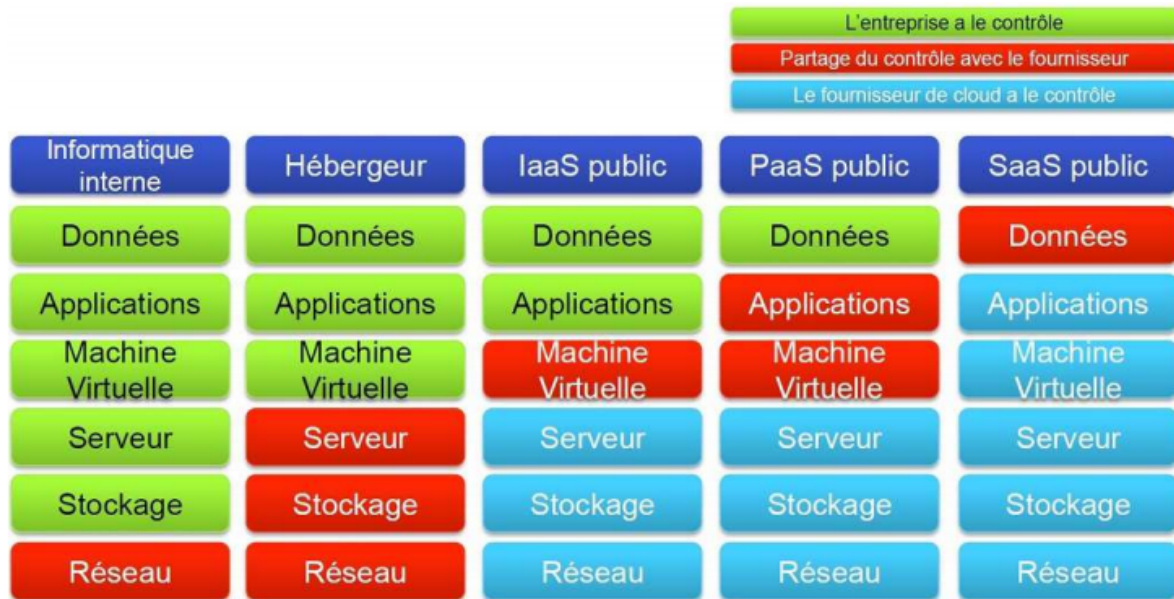 L'entreprise a le contrôle
Partage du contrôle avec le fournisseur
Le fournisseur de cloud a le contrôle
Informatique
interne
Hébergeur
IaaS public
PaaS public
SaaS public
Données
Données
Données
Données
Données
Applications
Applications
Applications
Applications
Applications
Machine
Virtuelle
Machine
Virtuelle
Machine
Virtuelle
Machine
Virtuelle
Machine
Virtuelle
Serveur
Serveur
Serveur
Serveur
Serveur
Stockage
Stockage
Stockage
Stockage
Stockage
Réseau
Réseau
Réseau
Réseau
Réseau